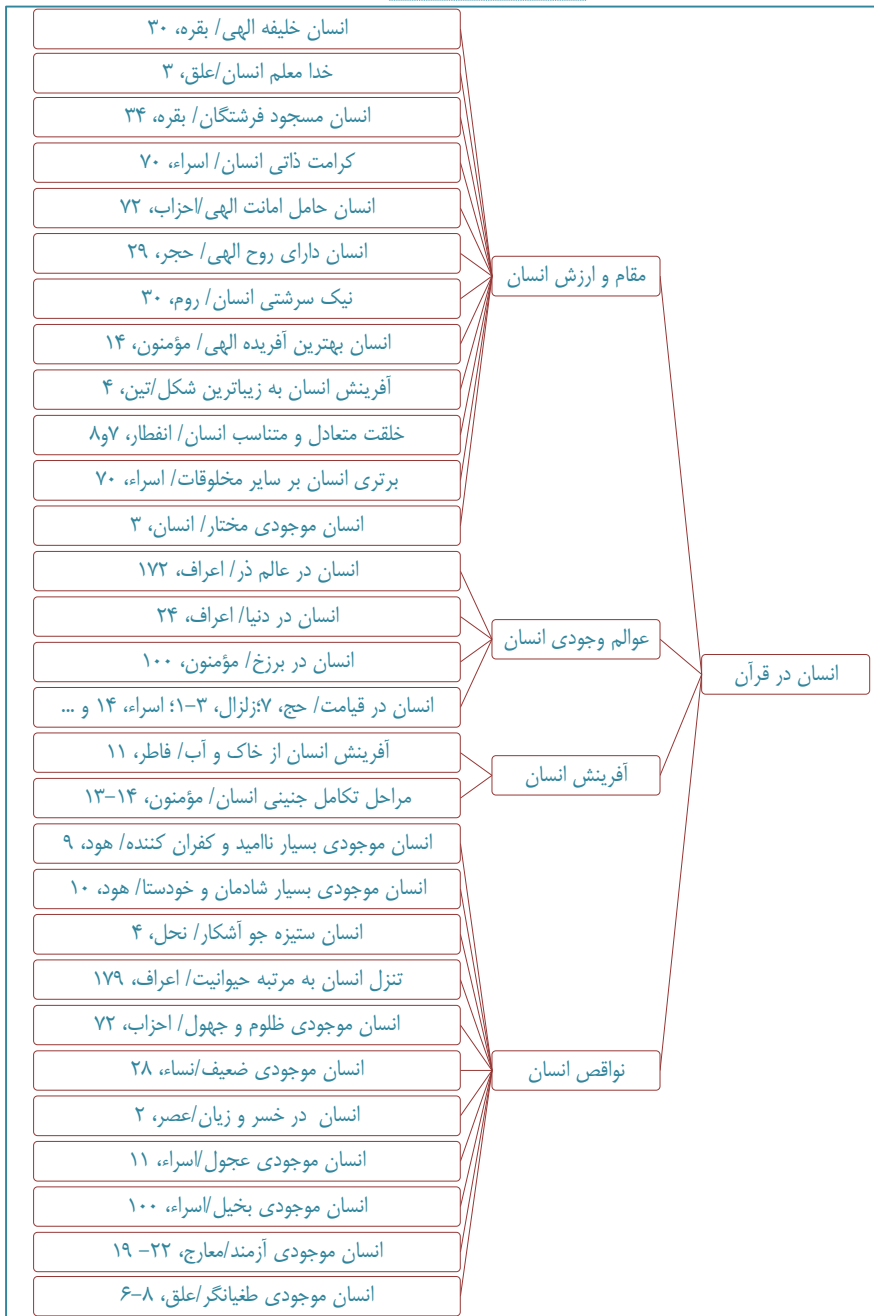 انسان در قرآن
مقام و ارزش انسان
انسان خلیفه الهی/ بقره، ۳۰
خدا معلم انسان/علق، ۳
انسان مسجود فرشتگان/ بقره، ۳۴
کرامت ذاتی انسان/ اسراء، ۷۰
انسان حامل امانت الهی/احزاب، ۷۲
انسان دارای روح الهی/ حجر، ۲۹
نیک سرشتی انسان/ روم، ۳۰
انسان بهترین آفریده الهی/ مؤمنون، ۱۴
آفرینش انسان به زیباترین شکل/تین، ۴
خلقت متعادل و متناسب انسان/ انفطار، ۷و۸
برتری انسان بر سایر مخلوقات/ اسراء، ۷۰
انسان موجودی مختار/ انسان، ۳
عوالم وجودی انسان
انسان در عالم ذر/ اعراف، ۱۷۲
انسان در دنیا/ اعراف، ۲۴
انسان در برزخ/ مؤمنون، ۱۰۰
انسان در قیامت/ حج، ۷؛زلزال، ۳-۱؛ اسراء، ۱۴ و ...
آفرینش انسان
آفرینش انسان از خاک و آب/ فاطر، ۱۱
مراحل تکامل جنینی انسان/ مؤمنون، ۱۴-۱۳
نواقص انسان
انسان موجودی بسیار ناامید و کفران کننده/ هود، ۹
انسان موجودی بسیار شادمان و خودستا/ هود، ۱۰
انسان ستیزه جو آشکار/ نحل، ۴
تنزل انسان به مرتبه حیوانیت/ اعراف، ۱۷۹
انسان موجودی ظلوم و جهول/ احزاب، ۷۲
انسان موجودی ضعیف/نساء، ۲۸
انسان در خسر و زیان/عصر، ۲
انسان موجودی عجول/اسراء، ۱۱
انسان موجودی بخیل/اسراء، ۱۰۰
انسان موجودی آزمند/معارج، ۲۲- ۱۹
انسان موجودی طغیانگر/علق، ۸-۶